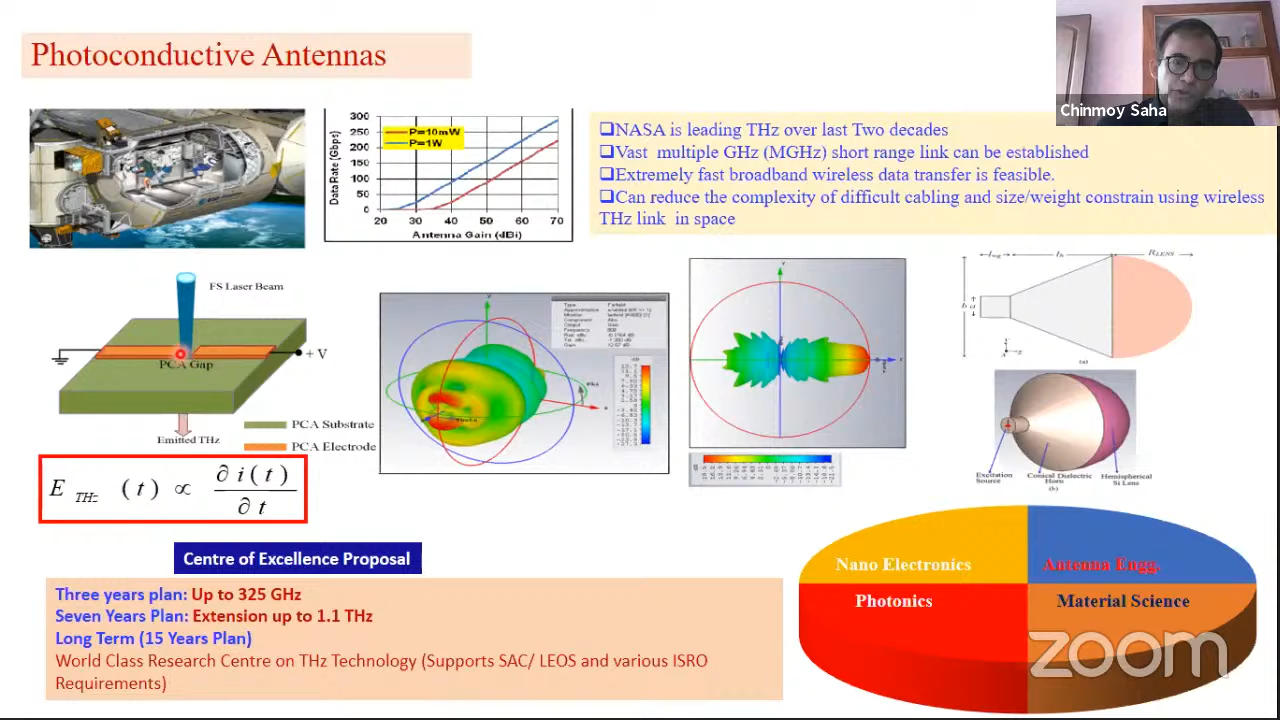 Photoconductive Antennas
Chinmoy Saha
300
250
200
150
100
50
0
Data Rate (Gbps)
P=10mW
P=1W
20 30 40 50 60 70
Antenna Gain (dBi)
❑NASA is leading THz over last Two decades
❑Vast multiple GHz (MGHz) short range link can be established
❑Extremely fast broadband wireless data transfer is feasible.
❑Can reduce the complexity of difficult cabling and size/weight constrain using wireless
THz link in space
FS Laser Beam
+ V
PCA Gap
Emitted THz
PCA Substrate
PCA Electrode
E THz (t) ∝ ∂ i(t) / ∂ t
Type Farfield
R LENS
(a)
Excitation
Source
Conical Dielectric
Horn
Hemispherical
Si Lens
(b)
Centre of Excellence Proposal
Three years plan: Up to 325 GHz
Seven Years Plan: Extension up to 1.1 THz
Long Term (15 Years Plan)
World Class Research Centre on THz Technology (Supports SAC/ LEOS and various ISRO
Requirements)
Nano Electronics
Antenna Engg.
Photonics
Material Science
zoom